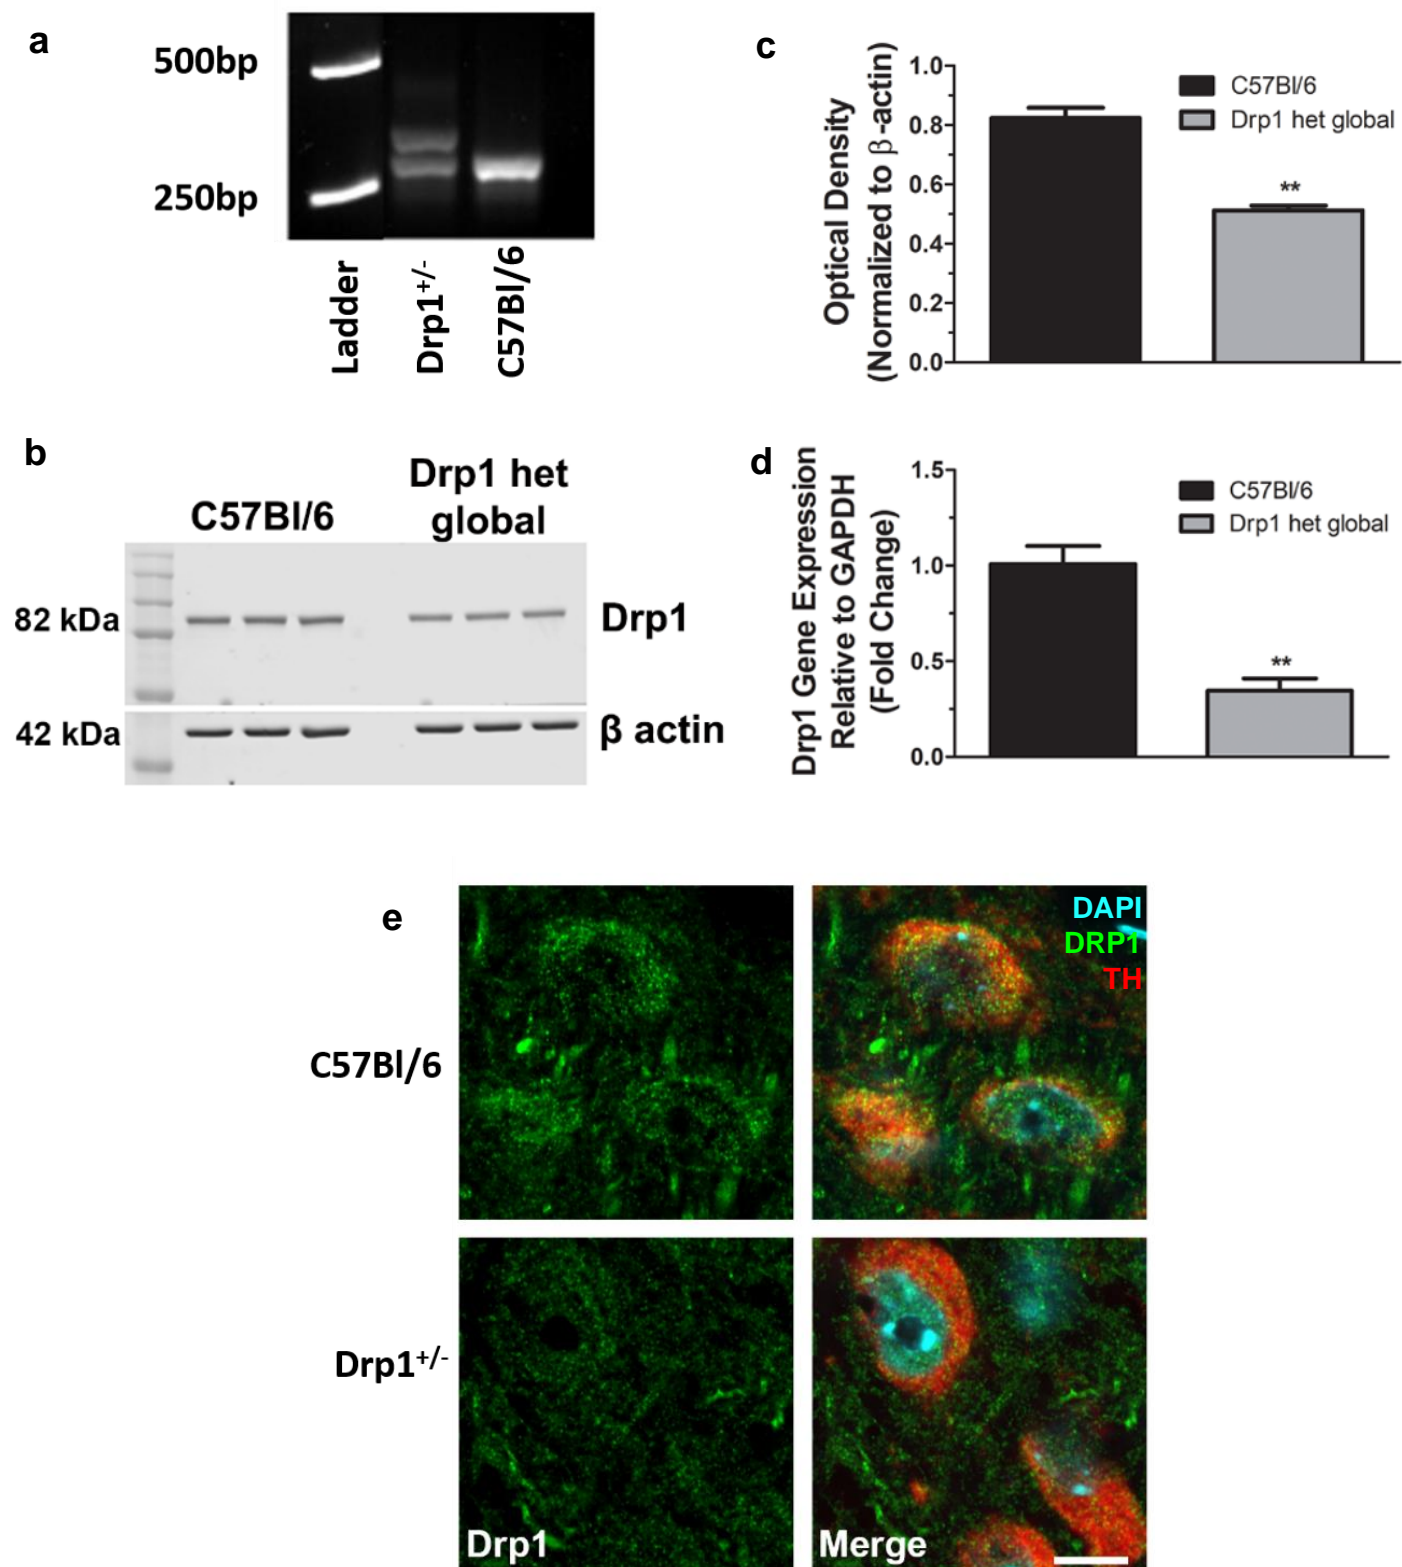 a
500bp
250bp
Ladder
Drp1+/-
C57Bl/6
b
C57Bl/6
Drp1 het
global
82 kDa
Drp1
42 kDa
β actin
c
Optical Density
(Normalized to β-actin)
1.0
0.8
0.6
0.4
0.2
0.0
C57Bl/6
Drp1 het global
**
d
Drp1 Gene Expression
Relative to GAPDH
(Fold Change)
1.5
1.0
0.5
0.0
C57Bl/6
Drp1 het global
**
e
DAPI
DRP1
TH
C57Bl/6
Drp1+/-
Drp1
Merge